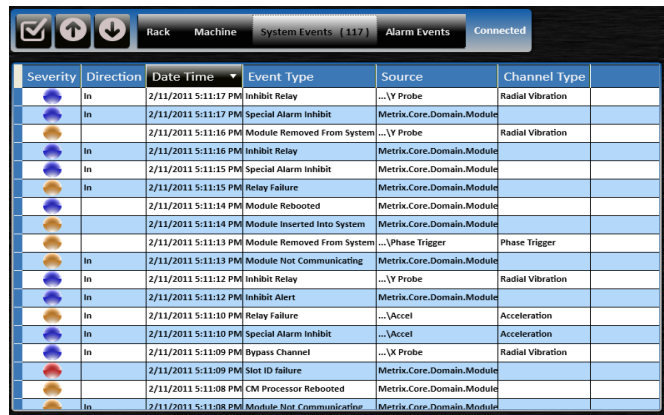 Rack Machine System Events (117) Alarm Events Connected
Severity Direction Date Time Event Type Source Channel Type
In 2/11/2011 5:11:17 PM Inhibit Relay ...\Y Probe Radial Vibration
In 2/11/2011 5:11:17 PM Special Alarm Inhibit Metrix.Core.Domain.Module
2/11/2011 5:11:16 PM Module Removed From System ...\Y Probe Radial Vibration
In 2/11/2011 5:11:16 PM Inhibit Relay Metrix.Core.Domain.Module
In 2/11/2011 5:11:15 PM Special Alarm Inhibit Metrix.Core.Domain.Module
In 2/11/2011 5:11:15 PM Relay Failure Metrix.Core.Domain.Module
2/11/2011 5:11:14 PM Module Rebooted Metrix.Core.Domain.Module
2/11/2011 5:11:14 PM Module Inserted Into System Metrix.Core.Domain.Module
2/11/2011 5:11:13 PM Module Removed From System ...\Phase Trigger Phase Trigger
In 2/11/2011 5:11:13 PM Module Not Communicating Metrix.Core.Domain.Module
In 2/11/2011 5:11:12 PM Inhibit Relay ...\Y Probe Radial Vibration
In 2/11/2011 5:11:12 PM Inhibit Alert Metrix.Core.Domain.Module
In 2/11/2011 5:11:10 PM Relay Failure ...\Accel Acceleration
In 2/11/2011 5:11:10 PM Special Alarm Inhibit ...\Accel Acceleration
In 2/11/2011 5:11:09 PM Bypass Channel ...\X Probe Radial Vibration
2/11/2011 5:11:09 PM Slot ID failure Metrix.Core.Domain.Module
2/11/2011 5:11:08 PM CM Processor Rebooted Metrix.Core.Domain.Module
In 2/11/2011 5:11:08 PM Module Not Communicating Metrix.Core.Domain.Module